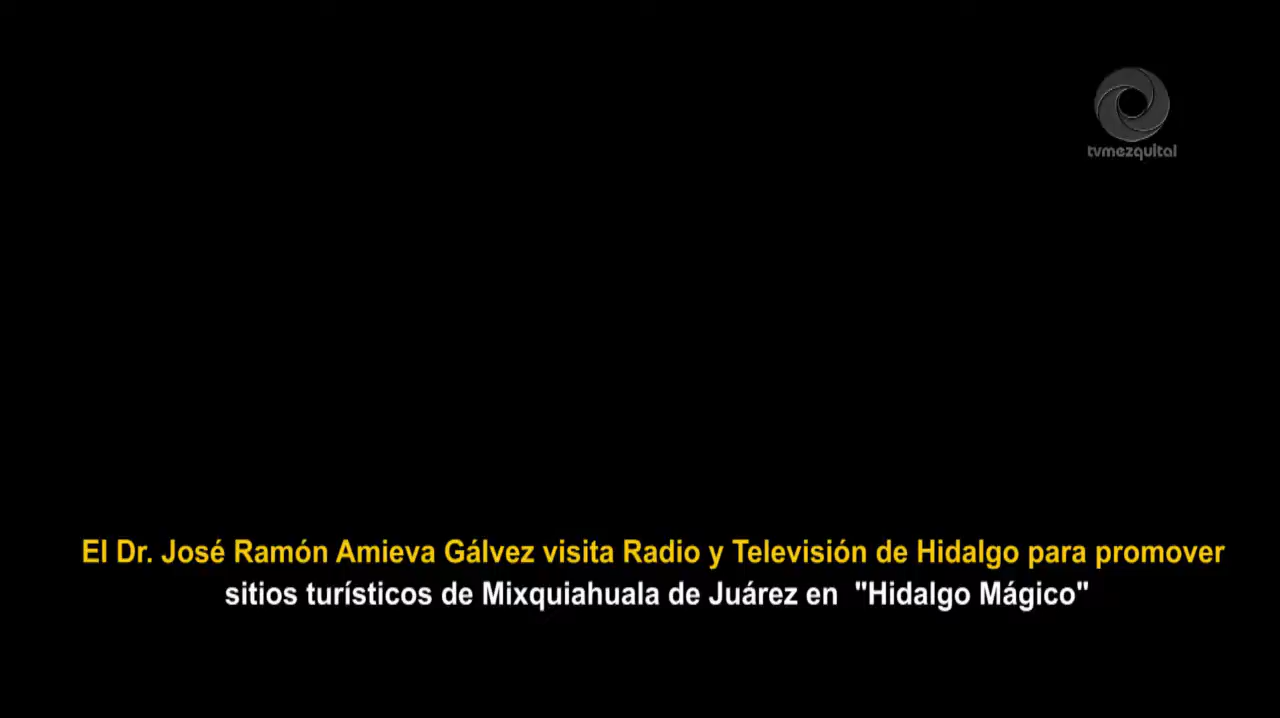 tvmezquital
El Dr. José Ramón Amieva Gálvez visita Radio y Televisión de Hidalgo para promover
sitios turísticos de Mixquiahuala de Juárez en  "Hidalgo Mágico"